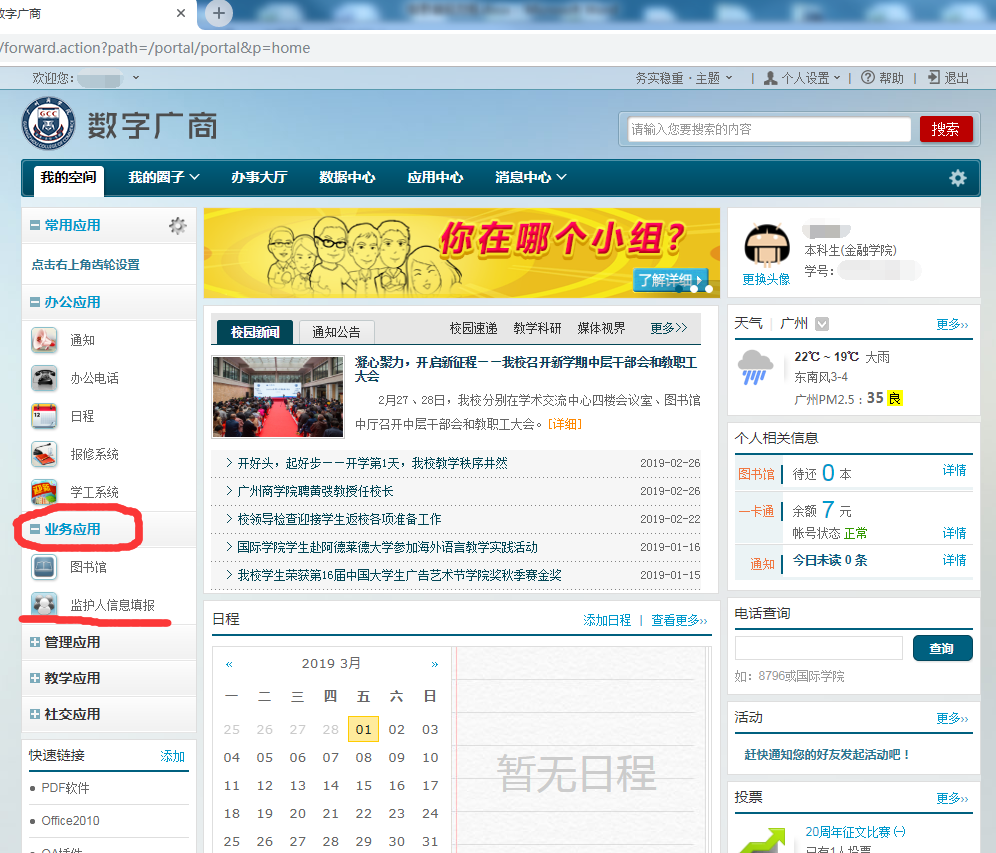 数字广商
/forward.action?path=/portal/portal&p=home
欢迎您：
务实稳重 · 主题
个人设置
帮助
退出
数字广商
请输入您要搜索的内容
搜索
我的空间
我的圈子
办事大厅
数据中心
应用中心
消息中心
常用应用
点击右上角齿轮设置
办公应用
通知
办公电话
日程
报修系统
学工系统
业务应用
图书馆
监护人信息填报
管理应用
教学应用
社交应用
快速链接
添加
PDF软件
Office2010
OA插件
你在哪个小组？
了解详细
校园新闻
通知公告
校园速递
教学科研
媒体视界
更多>>
凝心聚力，开启新征程——我校召开新学期中层干部会和教职工
大会
2月27、28日，我校分别在学术交流中心四楼会议室、图书馆
中庭召开中层干部会和教职工大会。[详细]
开好头，起好步——开学第1天，我校教学秩序井然 2019-02-26
广州商学院聘黄弢教授任校长 2019-02-26
校领导检查迎接学生返校各项准备工作 2019-02-22
国际学院学生赴阿德莱德大学参加海外语言教学实践活动 2019-01-16
我校学生荣获第16届中国大学生广告艺术节学院奖秋季赛金奖 2019-01-15
日程
添加日程 | 查看更多>>
« 2019 3月 »
一 二 三 四 五 六 日
25 26 27 28 01 02 03
04 05 06 07 08 09 10
11 12 13 14 15 16 17
18 19 20 21 22 23 24
25 26 27 28 29 30 31
暂无日程
本科生(金融学院)
学号：
更换头像
天气
广州
更多>>
22℃ ~ 19℃ 大雨
东南风3-4
广州PM2.5：35 良
个人相关信息
图书馆 待还 0 本 详情
一卡通 余额 7 元
帐号状态 正常 详情
通知 今日未读 0 条 详情
电话查询
查询
如：8796或国际学院
活动
更多>>
赶快通知您的好友发起活动吧！
投票
更多>>
20周年征文比赛(一)
已有1人投票